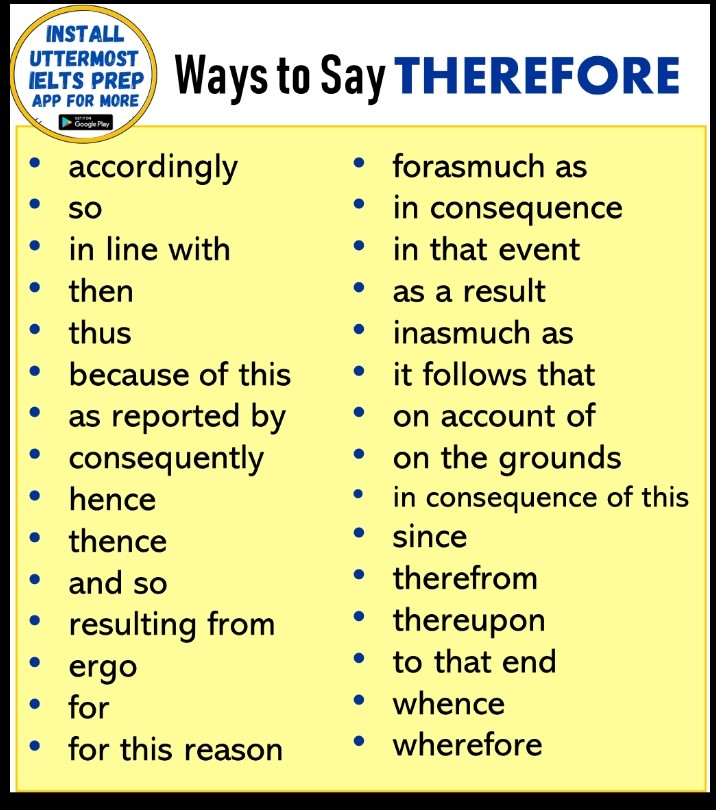 INSTALL
UTTERMOST
IELTS PREP
APP FOR MORE
GET IT ON
Google Play
Ways to Say THEREFORE
• accordingly
• so
• in line with
• then
• thus
• because of this
• as reported by
• consequently
• hence
• thence
• and so
• resulting from
• ergo
• for
• for this reason
• forasmuch as
• in consequence
• in that event
• as a result
• inasmuch as
• it follows that
• on account of
• on the grounds
• in consequence of this
• since
• therefrom
• thereupon
• to that end
• whence
• wherefore